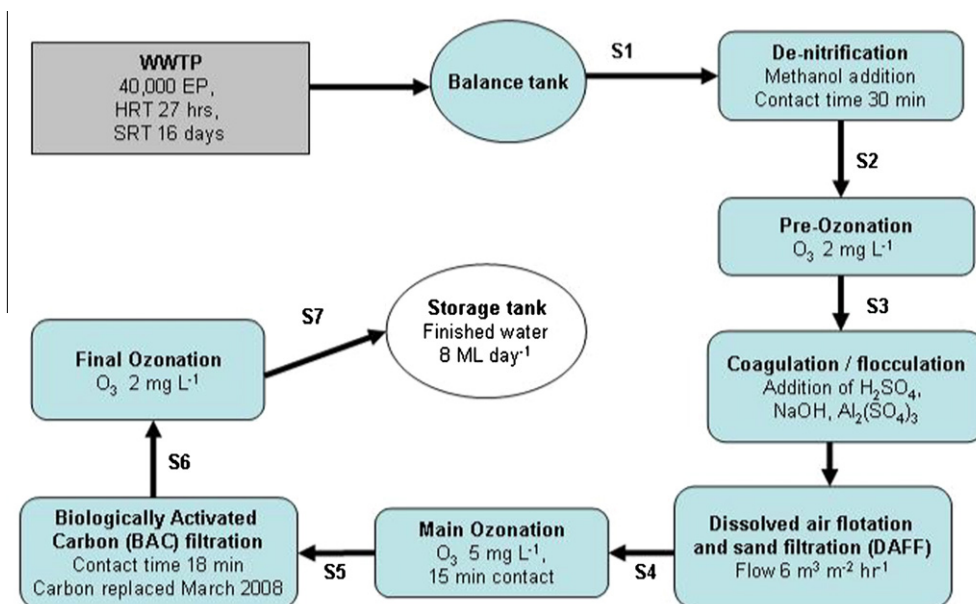 WWTP
40,000 EP,
HRT 27 hrs,
SRT 16 days
Balance tank
S1
De-nitrification
Methanol addition
Contact time 30 min
S2
Pre-Ozonation
O₃ 2 mg L⁻¹
S3
Coagulation / flocculation
Addition of H₂SO₄,
NaOH, Al₂(SO₄)₃
Dissolved air flotation
and sand filtration (DAFF)
Flow 6 m³ m⁻² hr⁻¹
S4
Main Ozonation
O₃ 5 mg L⁻¹,
15 min contact
S5
Biologically Activated
Carbon (BAC) filtration
Contact time 18 min
Carbon replaced March 2008
S6
Final Ozonation
O₃ 2 mg L⁻¹
S7
Storage tank
Finished water
8 ML day⁻¹